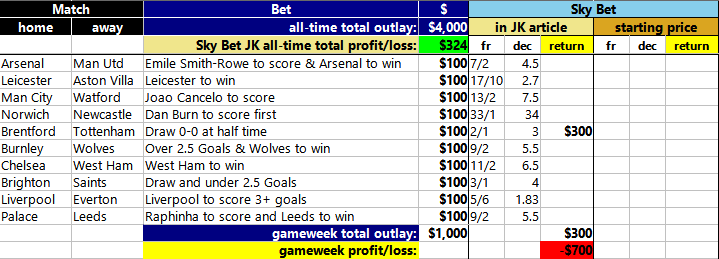 Match Bet $ Sky Bet
home away all-time total outlay: $4,000 in JK article starting price
Sky Bet JK all-time total profit/loss: $324 fr dec return fr dec return
Arsenal Man Utd Emile Smith-Rowe to score & Arsenal to win $100 7/2 4.5
Leicester Aston Villa Leicester to win $100 17/10 2.7
Man City Watford Joao Cancelo to score $100 13/2 7.5
Norwich Newcastle Dan Burn to score first $100 33/1 34
Brentford Tottenham Draw 0-0 at half time $100 2/1 3 $300
Burnley Wolves Over 2.5 Goals & Wolves to win $100 9/2 5.5
Chelsea West Ham West Ham to win $100 11/2 6.5
Brighton Saints Draw and under 2.5 Goals $100 3/1 4
Liverpool Everton Liverpool to score 3+ goals $100 5/6 1.83
Palace Leeds Raphinha to score and Leeds to win $100 9/2 5.5
gameweek total outlay: $1,000 $300
gameweek profit/loss: $700